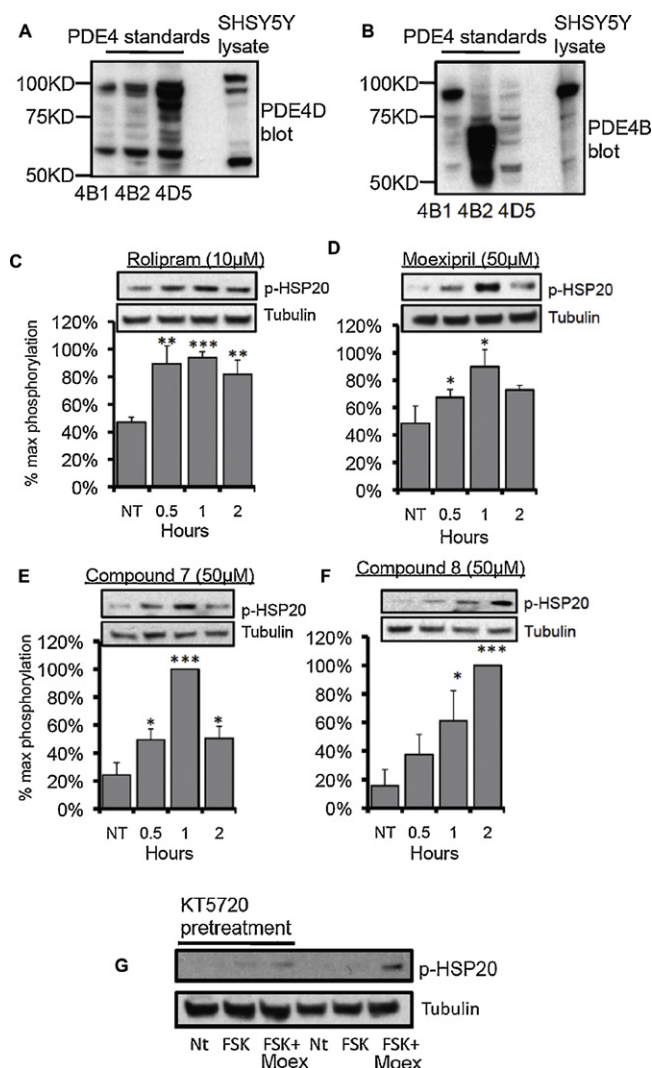 A
PDE4 standards
SHSY5Y
lysate
100KD
75KD
50KD
PDE4D
blot
4B1 4B2 4D5
B
PDE4 standards
SHSY5Y
lysate
100KD
75KD
50KD
PDE4B
blot
4B1 4B2 4D5
C
Rolipram (10μM)
p-HSP20
Tubulin
% max phosphorylation
120%
100%
80%
60%
40%
20%
0%
** *** **
NT 0.5 1 2
Hours
D
Moexipril (50μM)
p-HSP20
Tubulin
120%
100%
80%
60%
40%
20%
0%
* *
NT 0.5 1 2
Hours
E
Compound 7 (50μM)
p-HSP20
Tubulin
% max phosphorylation
120%
100%
80%
60%
40%
20%
0%
* *** *
NT 0.5 1 2
Hours
F
Compound 8 (50μM)
p-HSP20
Tubulin
120%
100%
80%
60%
40%
20%
0%
* ***
NT 0.5 1 2
Hours
G
KT5720
pretreatment
p-HSP20
Tubulin
Nt FSK FSK+ Nt FSK FSK+
Moex Moex